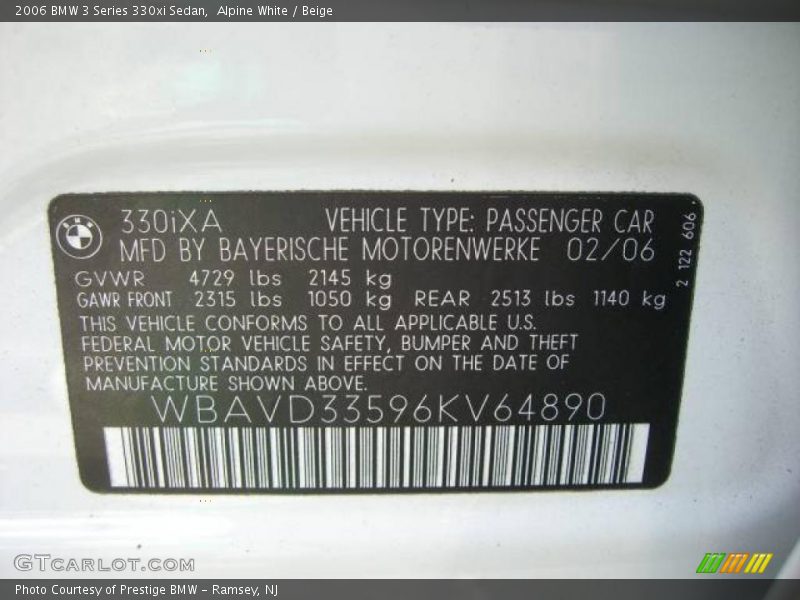 2006 BMW 3 Series 330xi Sedan, Alpine White / Beige
330iXA VEHICLE TYPE: PASSENGER CAR
MFD BY BAYERISCHE MOTORENWERKE 02/06
GVWR 4729 lbs 2145 kg
GAWR FRONT 2315 lbs 1050 kg REAR 2513 lbs 1140 kg
THIS VEHICLE CONFORMS TO ALL APPLICABLE U.S.
FEDERAL MOTOR VEHICLE SAFETY, BUMPER AND THEFT
PREVENTION STANDARDS IN EFFECT ON THE DATE OF
MANUFACTURE SHOWN ABOVE.
WBAVD33596KV64890
2 122 606
GTCarLot.com
Photo Courtesy of Prestige BMW - Ramsey, NJ